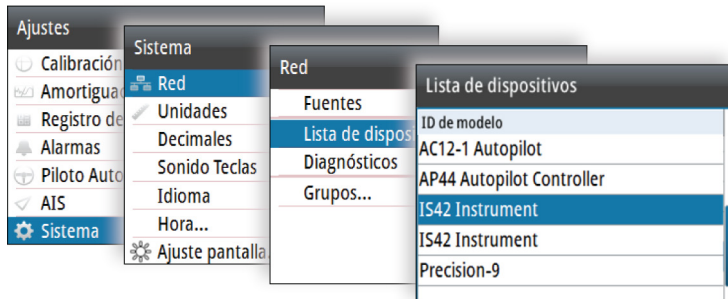 Ajustes
Calibración
Amortiguac
Registro de
Alarmas
Piloto Auto
AIS
Sistema
Sistema
Red
Unidades
Decimales
Sonido Teclas
Idioma
Hora...
Ajuste pantalla.
Red
Fuentes
Lista de disposi
Diagnósticos
Grupos...
Lista de dispositivos
ID de modelo
AC12-1 Autopilot
AP44 Autopilot Controller
IS42 Instrument
IS42 Instrument
Precision-9